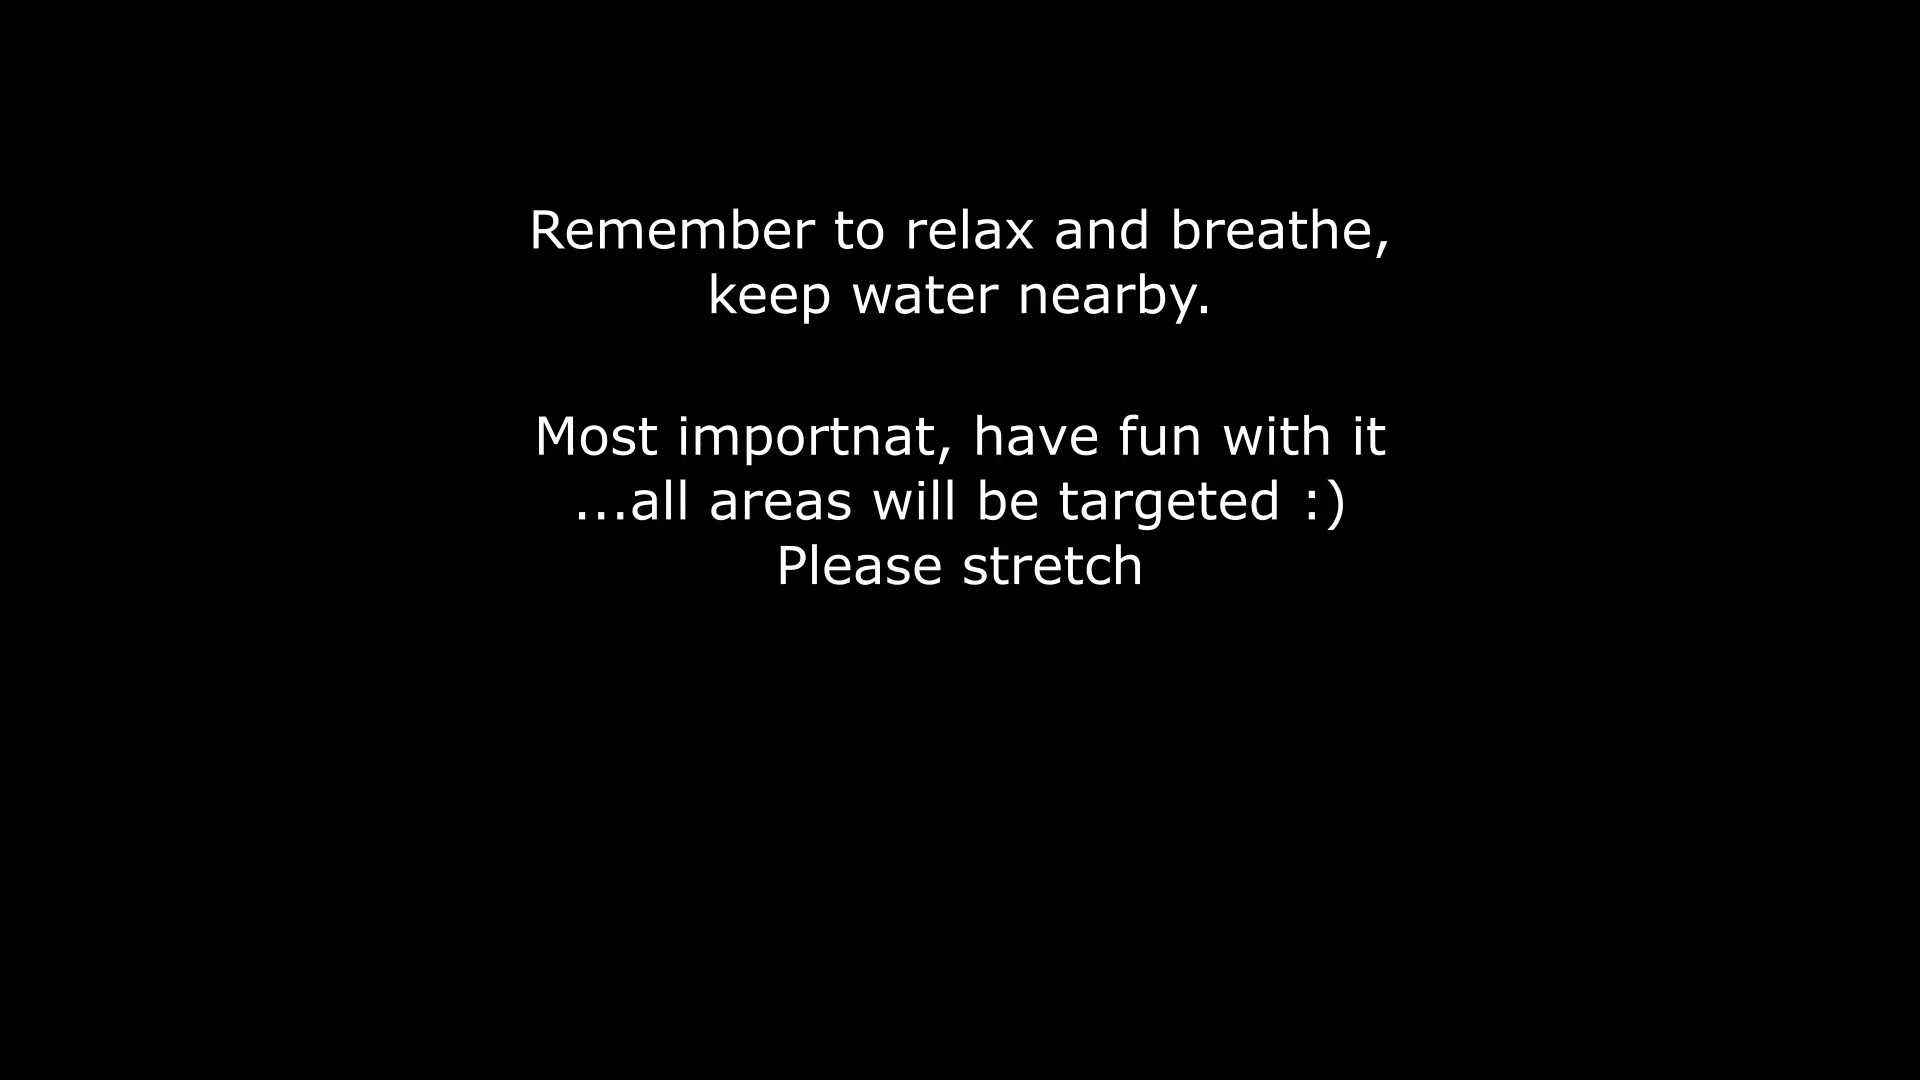 Remember to relax and breathe,
keep water nearby.
Most importnat, have fun with it
...all areas will be targeted :)
Please stretch